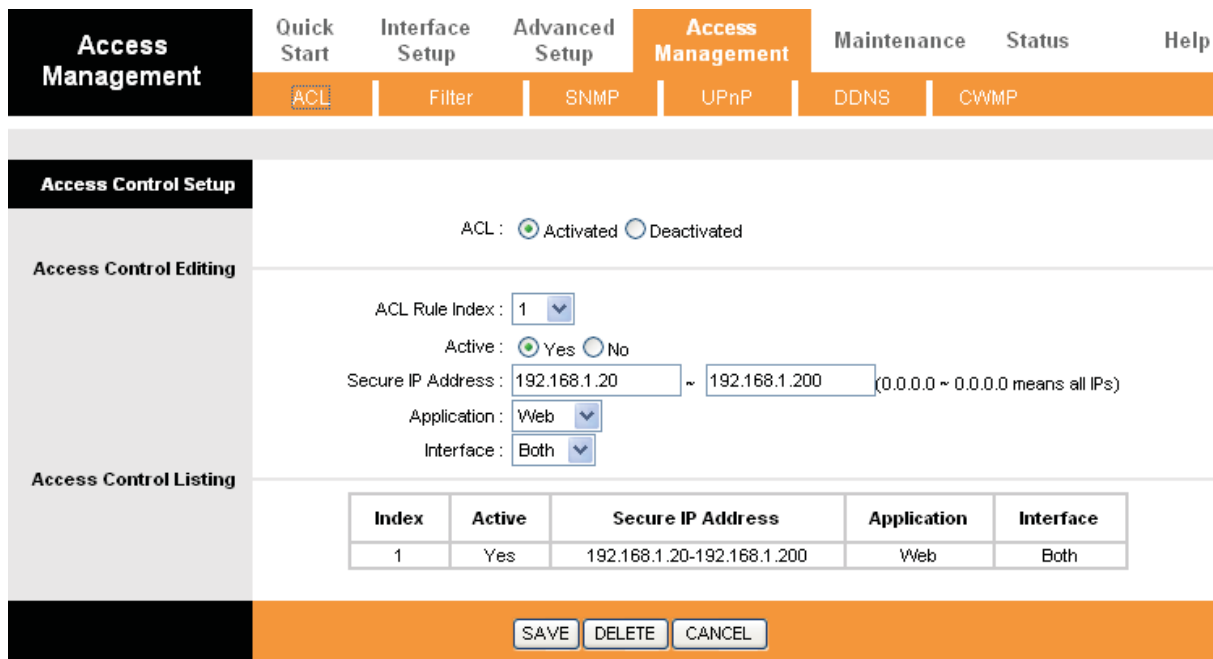 Access Management
Quick Start
Interface Setup
Advanced Setup
Access Management
Maintenance
Status
Help
ACL
Filter
SNMP
UPnP
DDNS
CWMP
Access Control Setup
ACL : Activated Deactivated
Access Control Editing
ACL Rule Index : 1
Active : Yes No
Secure IP Address : 192.168.1.20 ~ 192.168.1.200 (0.0.0.0 ~ 0.0.0.0 means all IPs)
Application : Web
Interface : Both
Access Control Listing
Index Active Secure IP Address Application Interface
1 Yes 192.168.1.20-192.168.1.200 Web Both
SAVE DELETE CANCEL